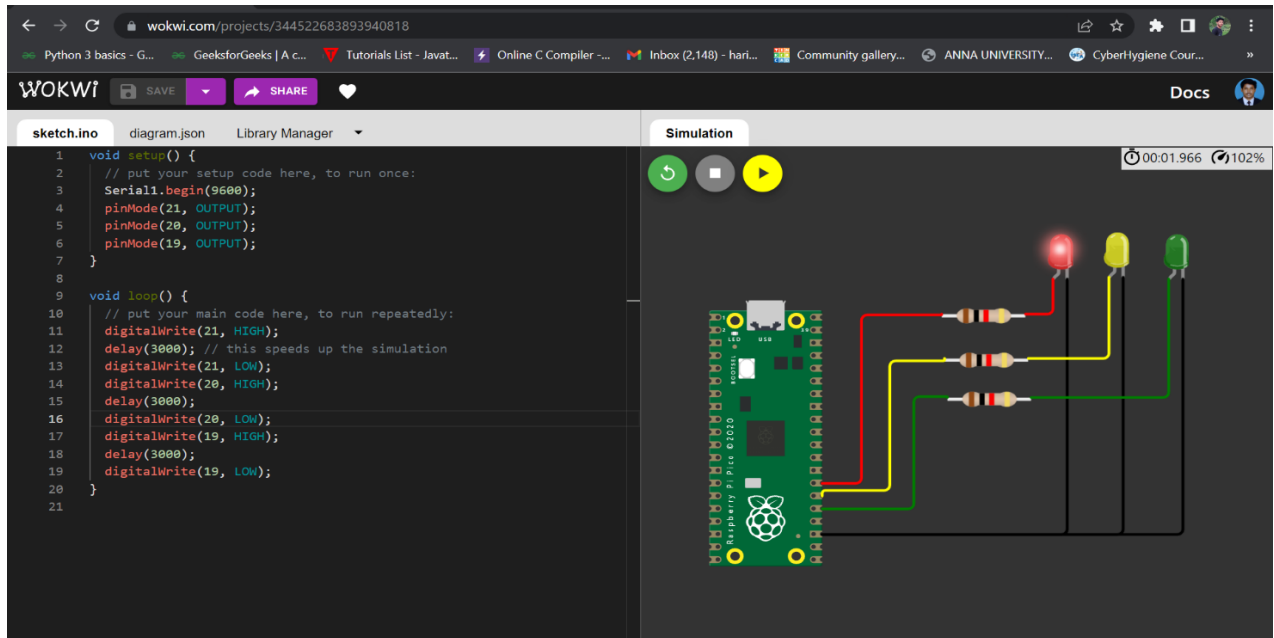 wokwi.com/projects/344522683893940818
Python 3 basics - G... GeeksforGeeks | A c... Tutorials List - Javat... Online C Compiler -... Inbox (2,148) - hari... Community gallery... ANNA UNIVERSITY... CyberHygiene Cour... »
WOKWI SAVE SHARE Docs
sketch.ino diagram.json Library Manager
1 void setup() {
2 // put your setup code here, to run once:
3 Serial1.begin(9600);
4 pinMode(21, OUTPUT);
5 pinMode(20, OUTPUT);
6 pinMode(19, OUTPUT);
7 }
8
9 void loop() {
10 // put your main code here, to run repeatedly:
11 digitalWrite(21, HIGH);
12 delay(3000); // this speeds up the simulation
13 digitalWrite(21, LOW);
14 digitalWrite(20, HIGH);
15 delay(3000);
16 digitalWrite(20, LOW);
17 digitalWrite(19, HIGH);
18 delay(3000);
19 digitalWrite(19, LOW);
20 }
21
Simulation
00:01.966 102%
LED USB
BOOTSEL
Raspberry Pi Pico ©2020